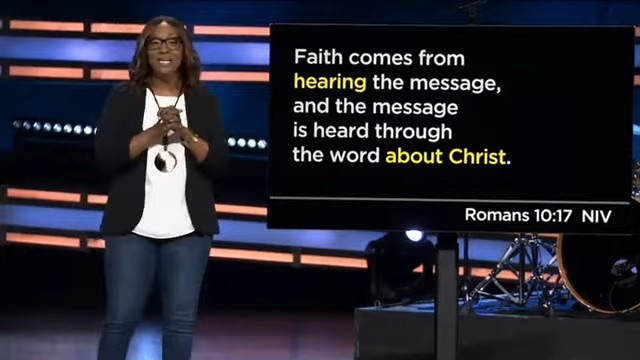 Faith comes from
hearing the message,
and the message
is heard through
the word about Christ.
Romans 10:17 NIV